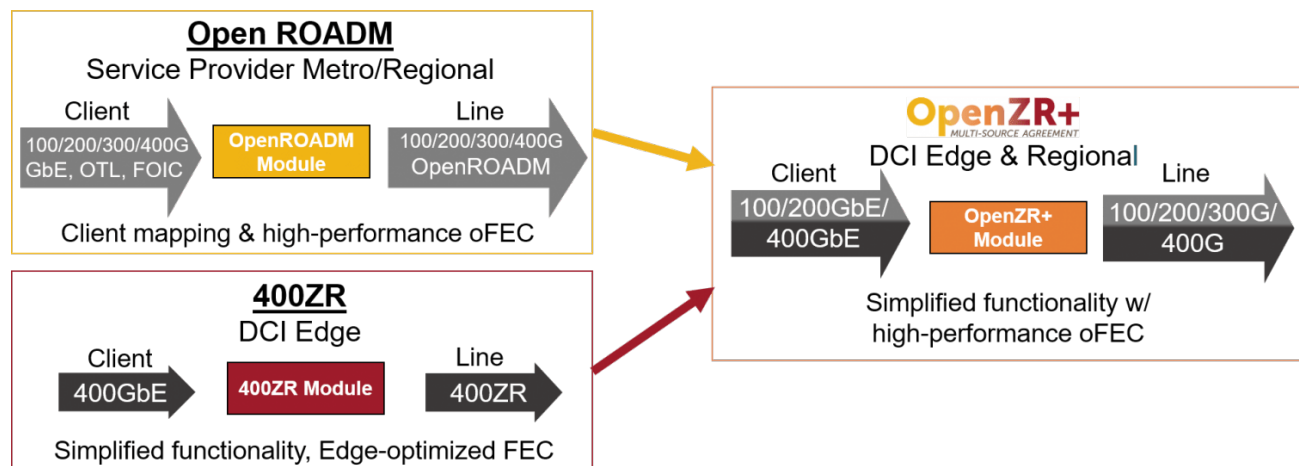 Open ROADM
Service Provider Metro/Regional
Client
Line
100/200/300/400G
GbE, OTL, FOIC
OpenROADM
Module
100/200/300/400G
OpenROADM
Client mapping & high-performance oFEC
400ZR
DCI Edge
Client
Line
400GbE
400ZR Module
400ZR
Simplified functionality, Edge-optimized FEC
OpenZR+
MULTI-SOURCE AGREEMENT
DCI Edge & Regional
Client
Line
100/200GbE/
400GbE
OpenZR+
Module
100/200/300G/
400G
Simplified functionality w/
high-performance oFEC